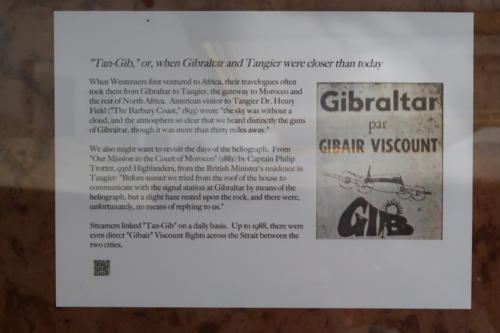 "Tan-Gib," or, when Gibraltar and Tangier were closer than today
When Westerners first ventured to Africa, their travelogues often
took them from Gibraltar to Tangier, the gateway to Morocco and
the rest of North Africa. American visitor to Tangier Dr. Henry
Field ("The Barbary Coast," 1893) wrote "the sky was without a
cloud, and the atmosphere so clear that we heard distinctly the guns
of Gibraltar, though it was more than thirty miles away."
We also might want to revisit the days of the heliograph. From
"Our Mission to the Court of Morocco" (1881) by Captain Philip
Trotter, 93rd Highlanders, from the British Minister's residence in
Tangier: "Before sunset we tried from the roof of the house to
communicate with the signal station at Gibraltar by means of the
heliograph, but a slight haze rested upon the rock, and there were,
unfortunately, no means of replying to us."
Steamers linked "Tan-Gib" on a daily basis. Up to 1988, there were
even direct "Gibair" Viscount flights across the Strait between the
two cities.
Gibraltar
par
GIBAIR VISCOUNT
GIB